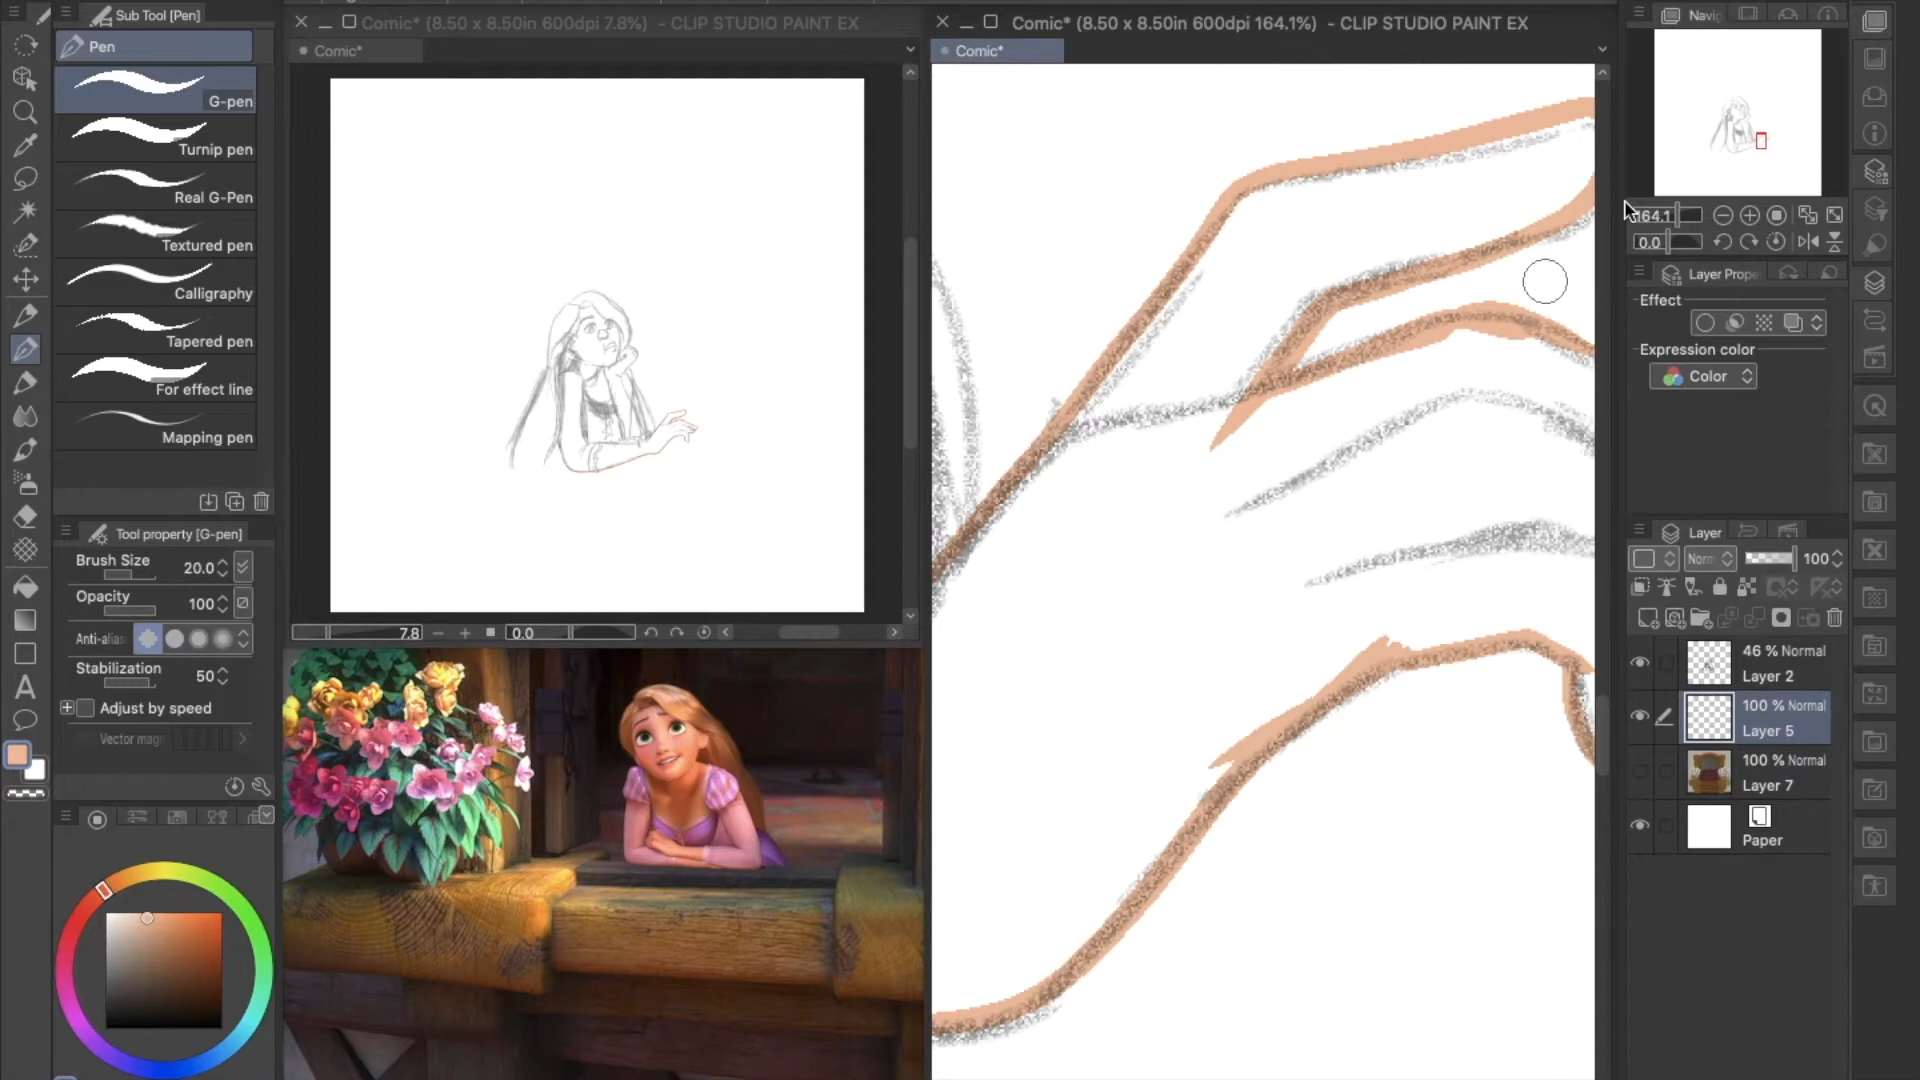 Sub Tool [Pen]
Pen
G-pen
Turnip pen
Real G-Pen
Textured pen
Calligraphy
Tapered pen
For effect line
Mapping pen
Tool property [G-pen]
Brush Size
20.0
Opacity
100
Anti-alias
Stabilization
50
Adjust by speed
Vector magn
Comic* (8.50 x 8.50in 600dpi 7.8%) - CLIP STUDIO PAINT EX
Comic*
7.8
0.0
Comic* (8.50 x 8.50in 600dpi 164.1%) - CLIP STUDIO PAINT EX
Comic*
Navig
164.1
0.0
Layer Prope
Effect
Expression color
Color
Layer
Norm
100
46 % Normal
Layer 2
100 % Normal
Layer 5
100 % Normal
Layer 7
Paper